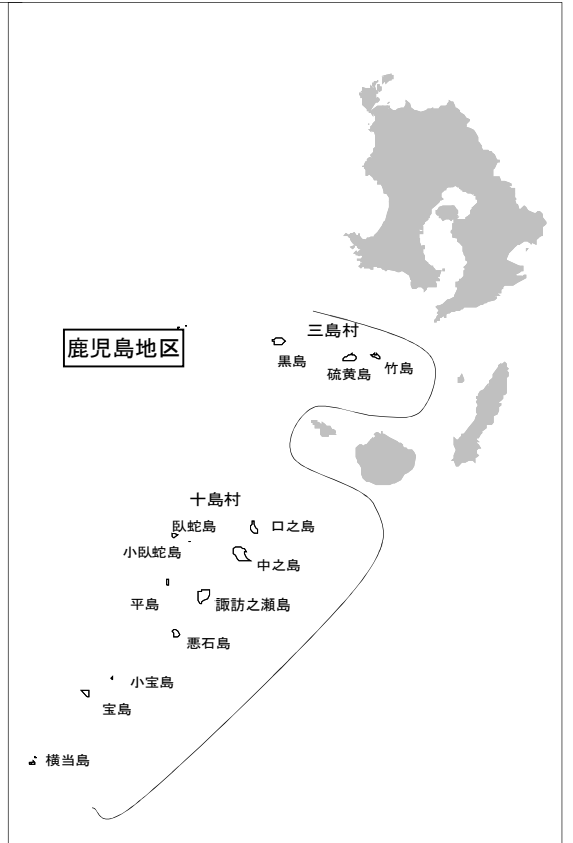 三島村
鹿児島地区
黒島
硫黄島
竹島
十島村
臥蛇島
口之島
小臥蛇島
中之島
平島
諏訪之瀬島
悪石島
小宝島
宝島
横当島